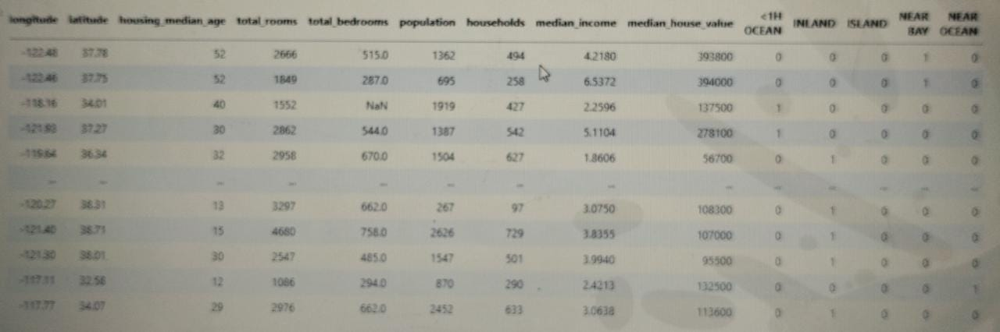 longitude latitude housing_median_age total_rooms total_bedrooms population households median_income median_house_value <1H OCEAN INLAND ISLAND NEAR BAY NEAR OCEAN
-122.48 37.78 52 2666 515.0 1362 494 4.2180 393800 0 0 0 1 0
-122.46 37.75 52 1849 287.0 695 258 6.5372 394000 0 0 0 1 0
-118.16 34.01 40 1552 NaN 1919 427 2.2596 137500 1 0 0 0 0
-121.93 37.27 30 2862 544.0 1387 542 5.1104 278100 1 0 0 0 0
-119.64 36.34 32 2958 670.0 1504 627 1.8606 56700 0 1 0 0 0
... ... ... ... ... ... ... ... ... ... ... ... ... ...
-120.27 38.31 13 3297 662.0 267 97 3.0750 108300 0 1 0 0 0
-121.40 38.71 15 4680 758.0 2626 729 3.8355 107000 0 1 0 0 0
-121.30 38.01 30 2547 485.0 1547 501 3.9940 95500 0 1 0 0 0
-117.11 32.58 12 1086 294.0 870 290 2.4213 132500 0 0 0 0 1
-117.77 34.07 29 2976 662.0 2452 633 3.0638 113600 0 1 0 0 0